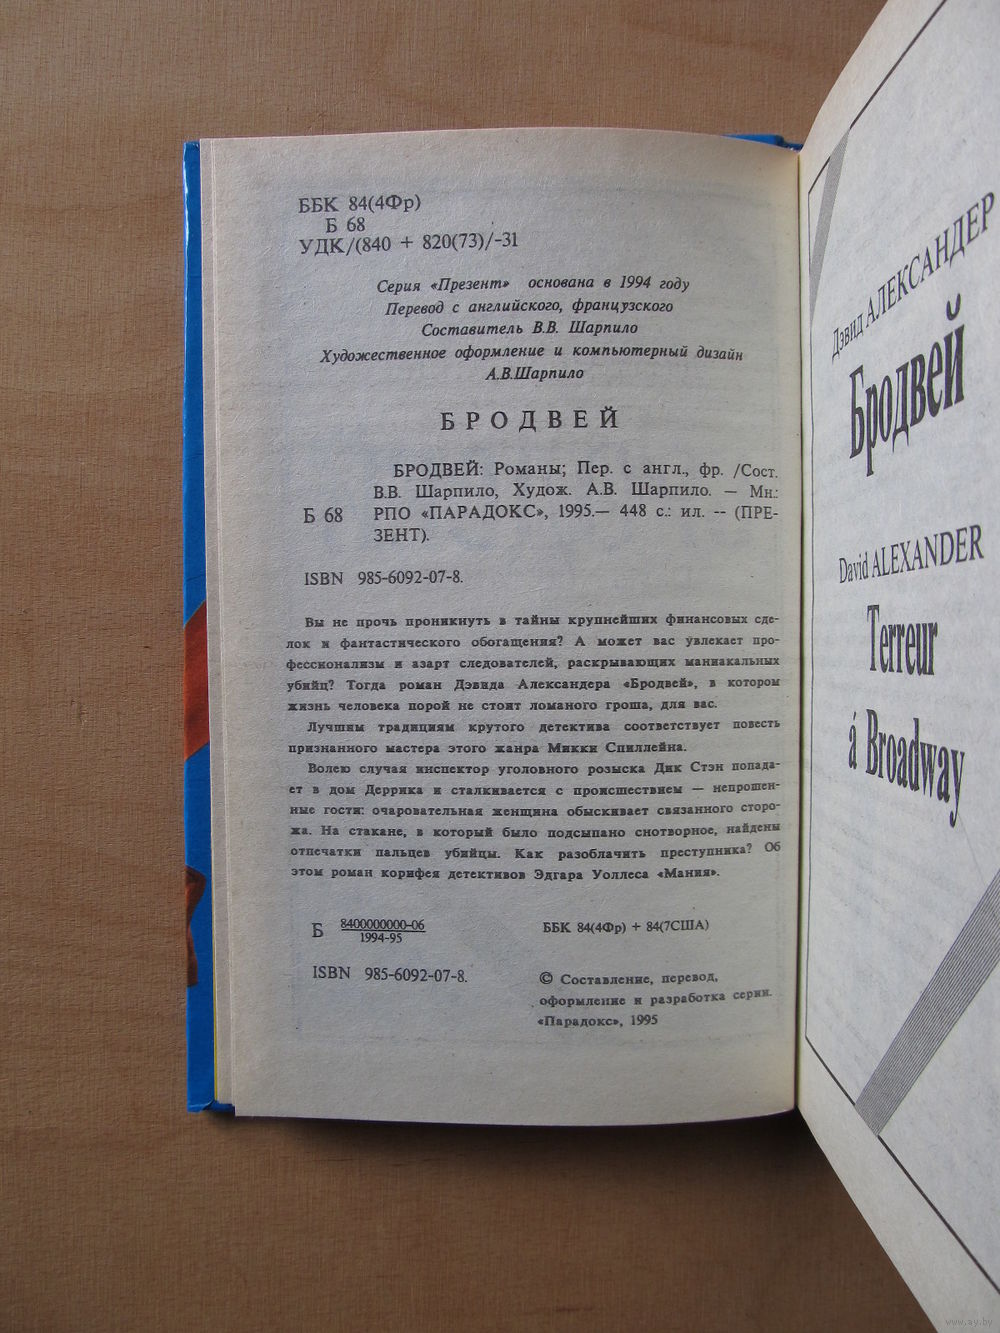 ББК 84(4Фр)
Б 68
УДК/(840 + 820(73)/-31
Серия «Презент» основана в 1994 году
Перевод с английского, французского
Составитель В.В. Шарпило
Художественное оформление и компьютерный дизайн
А.В.Шарпило
БРОДВЕЙ
БРОДВЕЙ: Романы; Пер. с англ., фр. /Сост.
В.В. Шарпило, Худож. А.В. Шарпило. — Мн.:
Б 68 РПО «ПАРАДОКС», 1995.— 448 с.: ил. -- (ПРЕ-
ЗЕНТ).
ISBN 985-6092-07-8.
Вы не прочь проникнуть в тайны крупнейших финансовых сде-
лок и фантастического обогащения? А может вас увлекает про-
фессионализм и азарт следователей, раскрывающих маниакальных
убийц? Тогда роман Дэвида Александера «Бродвей», в котором
жизнь человека порой не стоит ломаного гроша, для вас.
Лучшим традициям крутого детектива соответствует повесть
признанного мастера этого жанра Микки Спиллейна.
Волею случая инспектор уголовного розыска Дик Стэн попада-
ет в дом Деррика и сталкивается с происшествием — непрошен-
ные гости: очаровательная женщина обыскивает связанного сторо-
жа. На стакане, в который было подсыпано снотворное, найдены
отпечатки пальцев убийцы. Как разоблачить преступника? Об
этом роман корифея детективов Эдгара Уоллеса «Мания».
Б 8400000000-06
1994-95
ББК 84(4Фр) + 84(7США)
ISBN 985-6092-07-8.
© Составление, перевод,
оформление и разработка серии.
«Парадокс», 1995
Дэвид АЛЕКСАНДЕР
Бродвей
David ALEXANDER
Terreur
á Broadway
www.ay.by